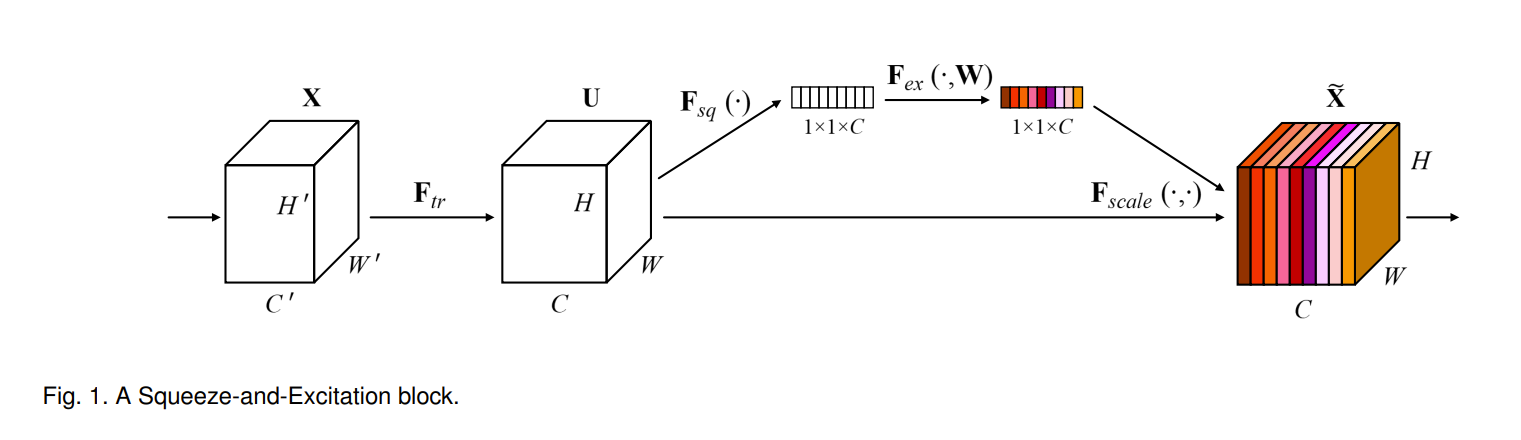 X
H′
W′
C′
F_tr
U
H
W
C
F_sq (·)
1×1×C
F_ex (·,W)
1×1×C
F_scale (·,·)
X̃
H
W
C
Fig. 1. A Squeeze-and-Excitation block.